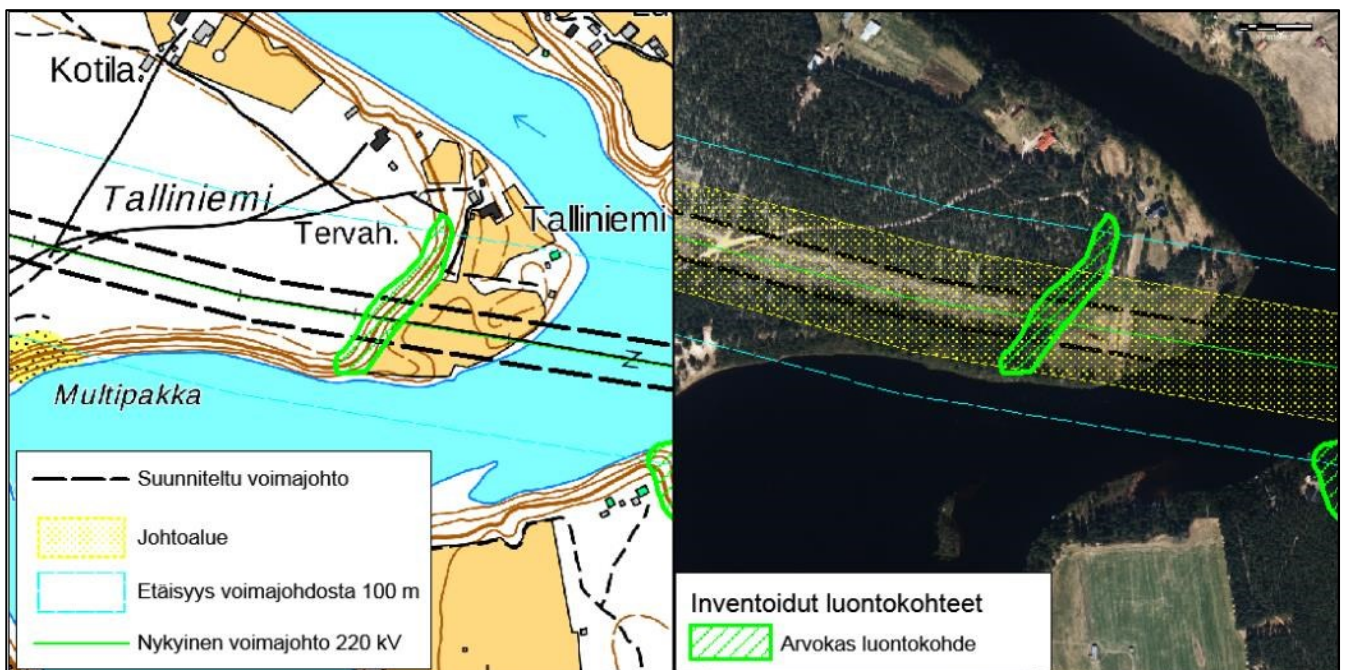 Kotila.
Talliniemi
Tervah.
Talliniemi
Multipakka
Suunniteltu voimajohto
Johtoalue
Etäisyys voimajohdosta 100 m
Nykyinen voimajohto 220 kV
Inventoidut luontokohteet
Arvokas luontokohde